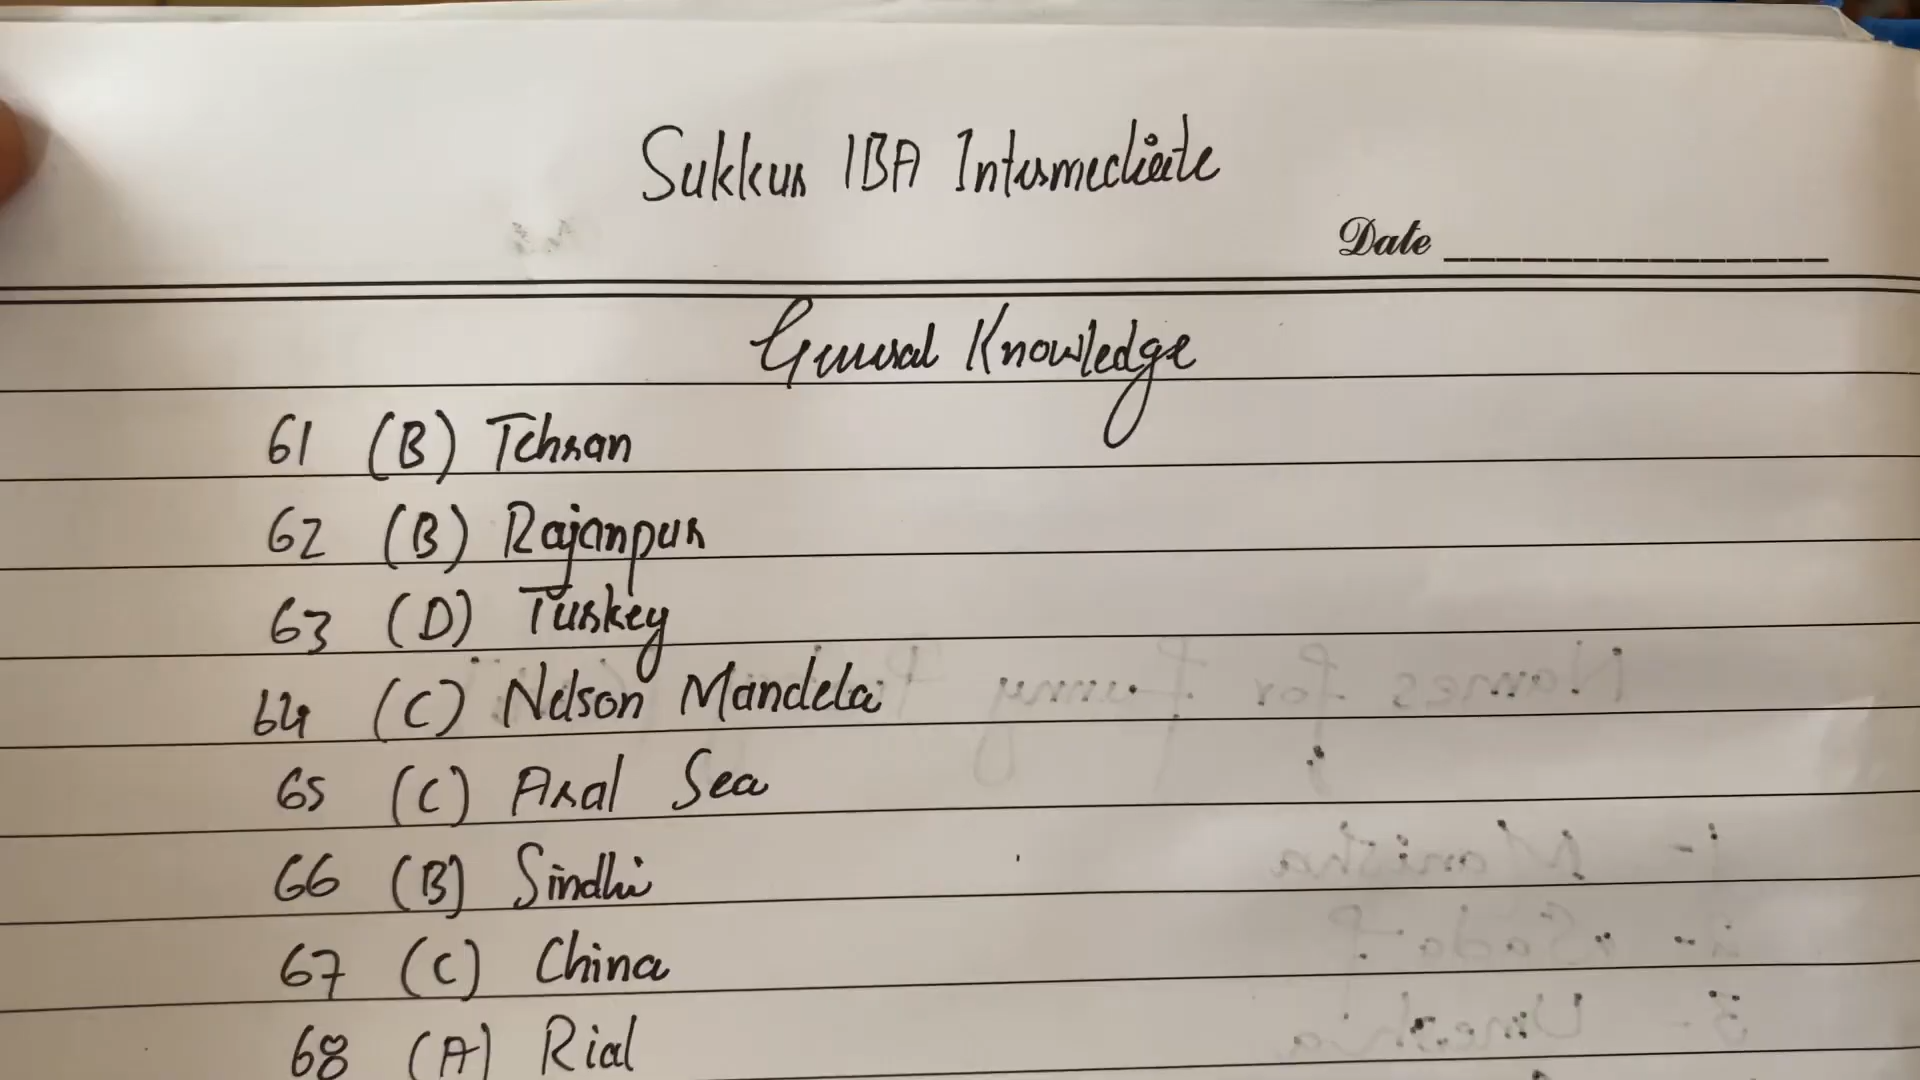 Sukkur IBA Intermediate
Date
General Knowledge
61 (B) Tehran
62 (B) Rajanpur
63 (D) Turkey
64 (C) Nelson Mandela
65 (C) Aral Sea
66 (B) Sindhi
67 (C) China
68 (A) Rial